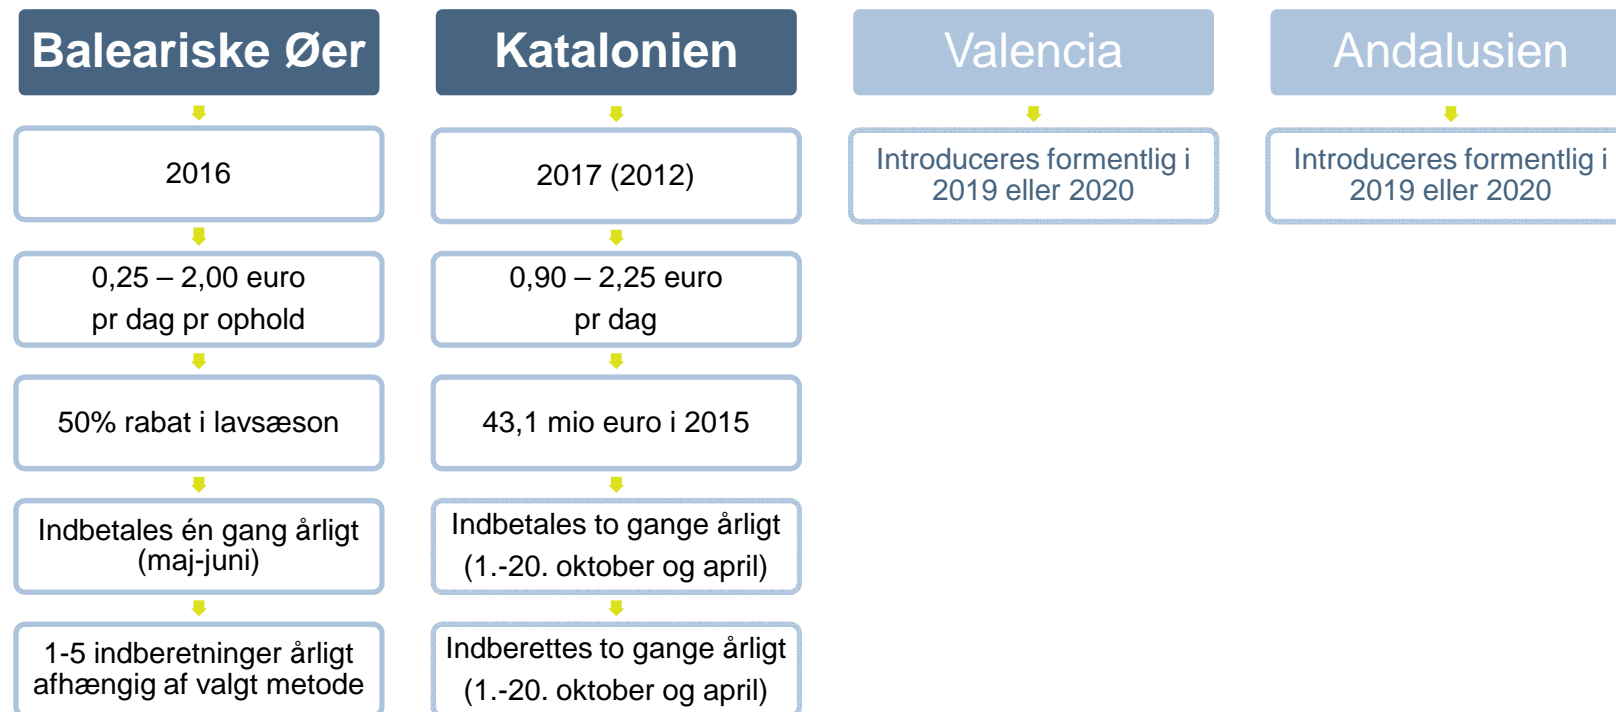 Baleariske Øer
2016
0,25 – 2,00 euro
pr dag pr ophold
50% rabat i lavsæson
Indbetales én gang årligt
(maj-juni)
1-5 indberetninger årligt
afhængig af valgt metode
Katalonien
2017 (2012)
0,90 – 2,25 euro
pr dag
43,1 mio euro i 2015
Indbetales to gange årligt
(1.-20. oktober og april)
Indberettes to gange årligt
(1.-20. oktober og april)
Valencia
Introduceres formentlig i
2019 eller 2020
Andalusien
Introduceres formentlig i
2019 eller 2020